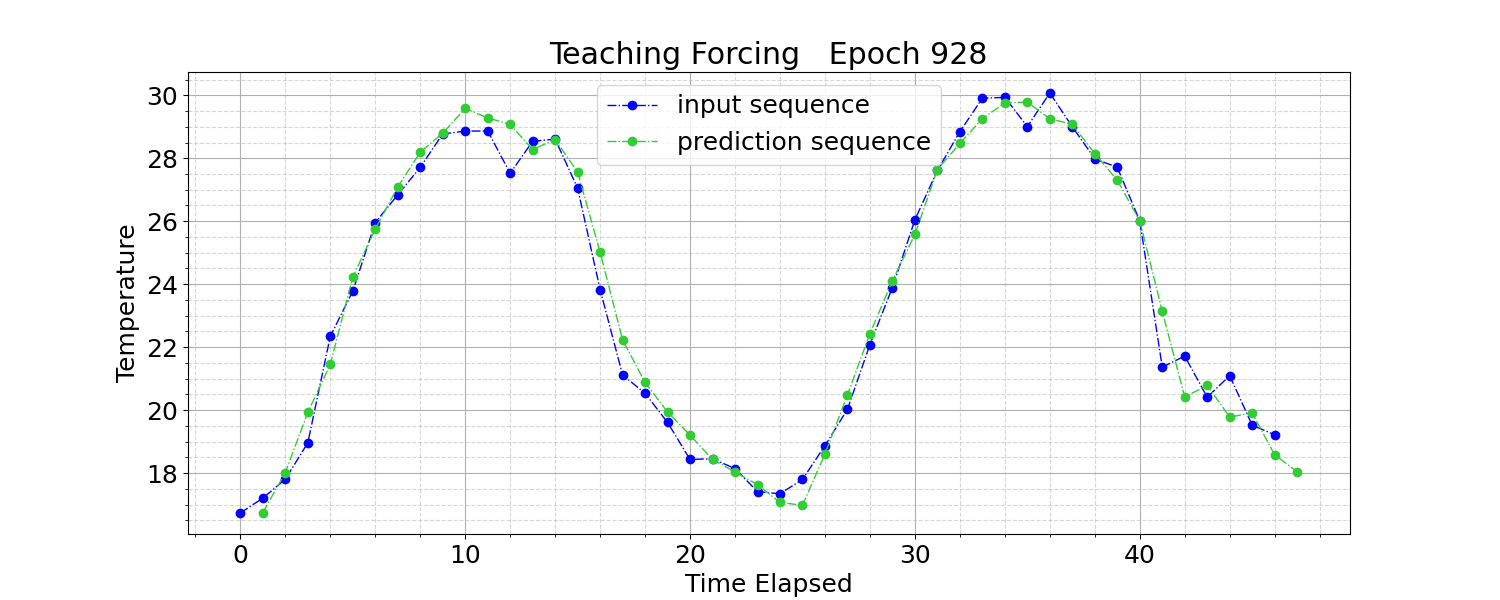 Teaching Forcing   Epoch 928
input sequence
prediction sequence
Temperature
30
28
26
24
22
20
18
0 10 20 30 40
Time Elapsed